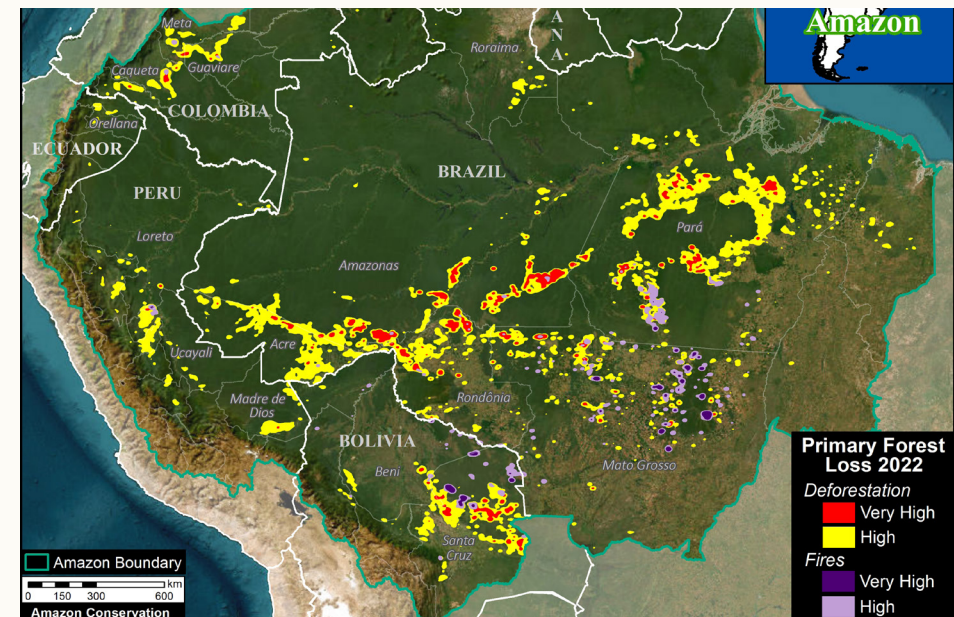 Amazon
Meta
Caqueta
Guaviare
COLOMBIA
Orellana
ECUADOR
PERU
Loreto
Roraima
A
N
A
BRAZIL
Pará
Amazonas
Acre
Ucayali
Madre de
Dios
Rondônia
BOLIVIA
Beni
Mato Grosso
Santa
Cruz
Primary Forest
Loss 2022
Deforestation
Very High
High
Fires
Very High
High
Amazon Boundary
km
0 150 300 600
Amazon Conservation